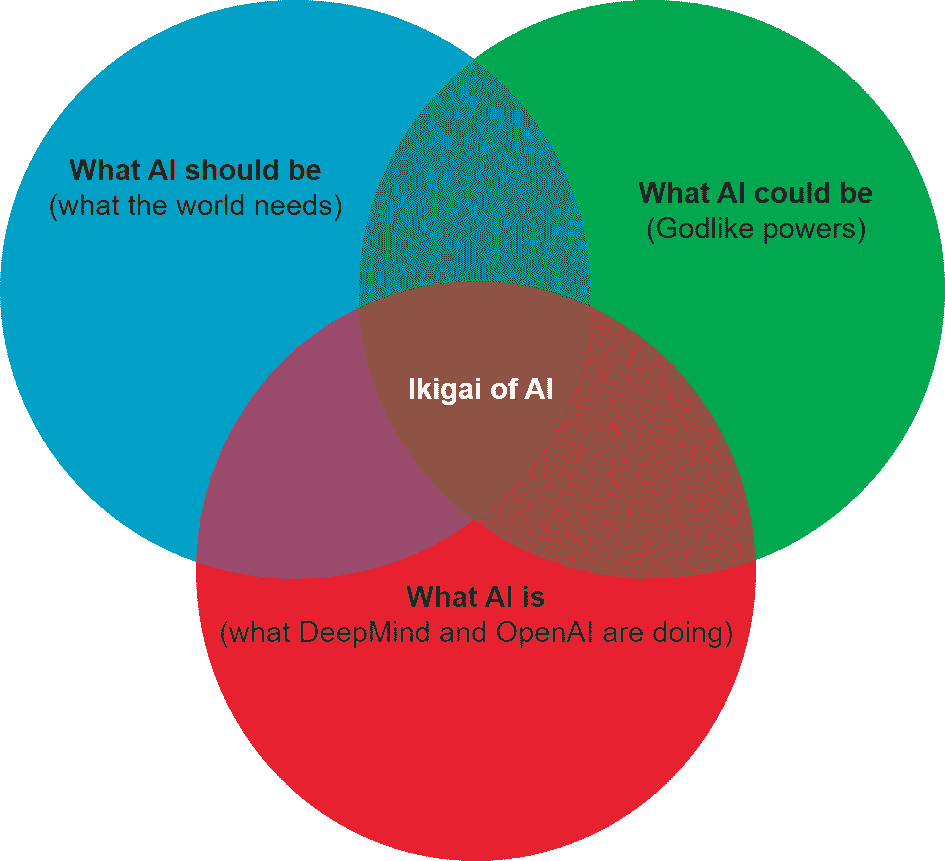 What AI should be
(what the world needs)
What AI could be
(Godlike powers)
Ikigai of AI
What AI is
(what DeepMind and OpenAI are doing)